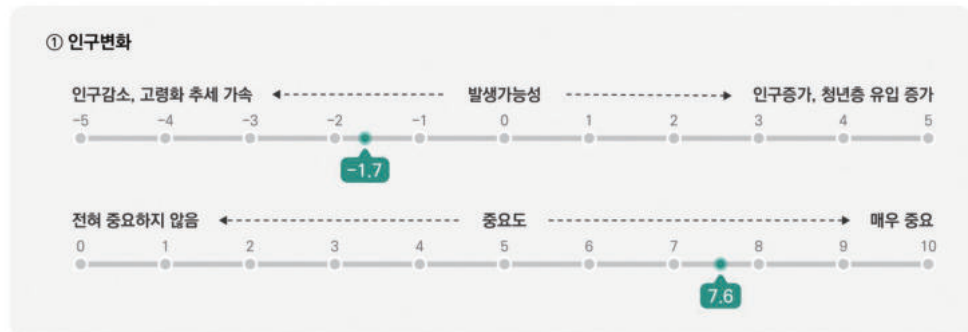 ① 인구변화
인구감소, 고령화 추세 가속 발생가능성 인구증가, 청년층 유입 증가
-5 -4 -3 -2 -1 0 1 2 3 4 5
-1.7
전혀 중요하지 않음 중요도 매우 중요
0 1 2 3 4 5 6 7 8 9 10
7.6